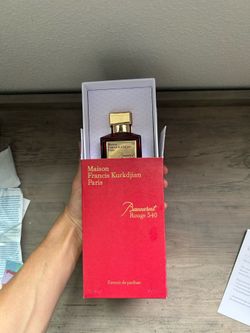 Maison
Francis Kurkdjian
Paris
Baccarat
Rouge 540
Extrait de parfum